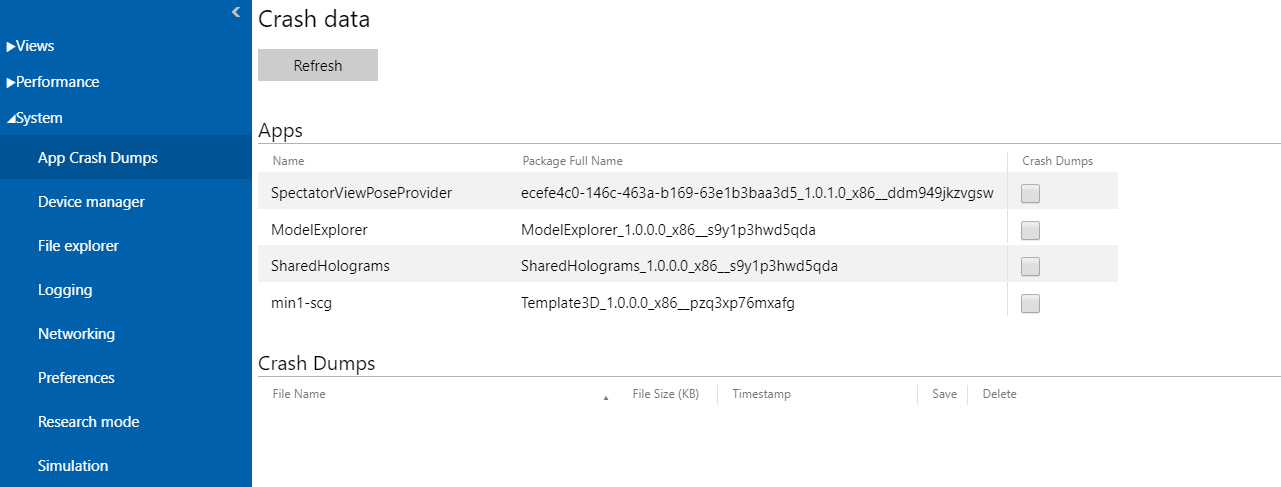 Views
Performance
System
App Crash Dumps
Device manager
File explorer
Logging
Networking
Preferences
Research mode
Simulation
Crash data
Refresh
Apps
Name Package Full Name Crash Dumps
SpectatorViewPoseProvider ecefe4c0-146c-463a-b169-63e1b3baa3d5_1.0.1.0_x86__ddm949jkzvgsw
ModelExplorer ModelExplorer_1.0.0.0_x86__s9y1p3hwd5qda
SharedHolograms SharedHolograms_1.0.0.0_x86__s9y1p3hwd5qda
min1-scg Template3D_1.0.0.0_x86__pzq3xp76mxafg
Crash Dumps
File Name File Size (KB) Timestamp Save Delete